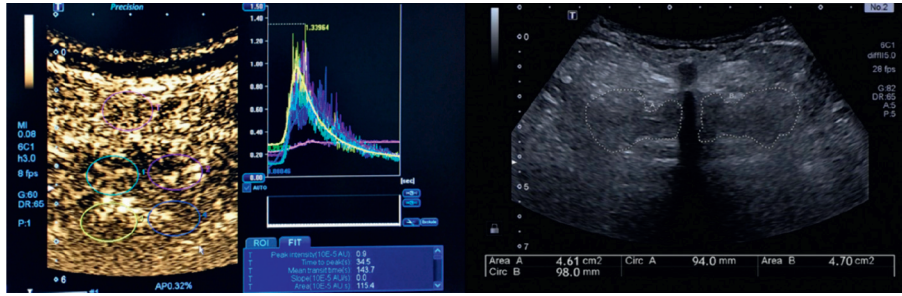 Precision
T
0
MI
0.08
6C1
h3.0
8 fps
G:60
DR:65
P:1
6
AP0.32%
1.50
1.40
1.20
1.00
0.80
0.60
0.40
0.20
0.00
1.33964
AUTO
[sec]
ROI
FIT
T Peak intensity(10E-5 AU) 0.9
T Time to peak(s) 34.5
T Mean transit time(s) 143.7
T Slope(10E-5 AU/s) 0.0
T Area(10E-5 AU/s) 115.4
No.2
T
0
5
7
6C1
diffT5.0
28 fps
G:82
DR:65
A:5
P:5
Area A 4.61 cm2 Circ A 94.0 mm Area B 4.70 cm2
Circ B 98.0 mm